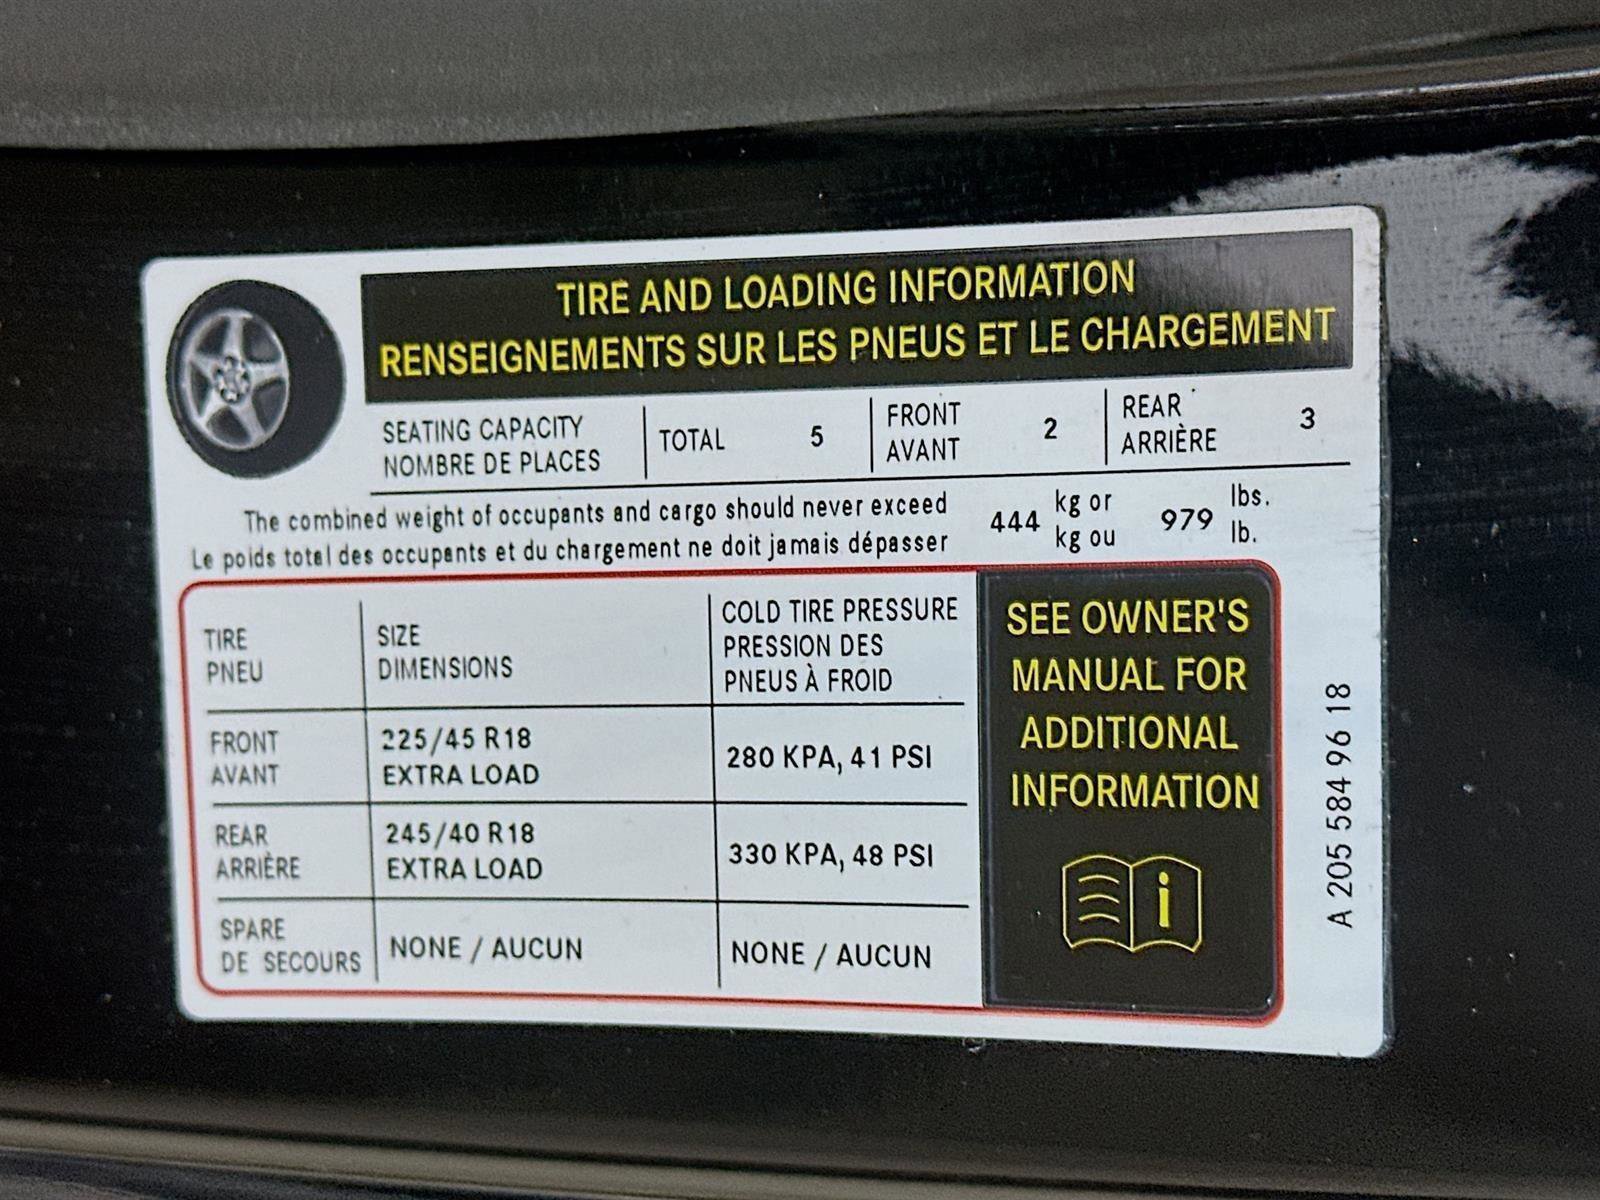 TIRE AND LOADING INFORMATION
RENSEIGNEMENTS SUR LES PNEUS ET LE CHARGEMENT
SEATING CAPACITY
NOMBRE DE PLACES
TOTAL 5
FRONT
AVANT
2
REAR
ARRIÈRE
3
The combined weight of occupants and cargo should never exceed
Le poids total des occupants et du chargement ne doit jamais dépasser
444
kg or
kg ou
979
lbs.
lb.
TIRE
PNEU
SIZE
DIMENSIONS
COLD TIRE PRESSURE
PRESSION DES
PNEUS À FROID
FRONT
AVANT
225/45 R18
EXTRA LOAD
280 KPA, 41 PSI
REAR
ARRIÈRE
245/40 R18
EXTRA LOAD
330 KPA, 48 PSI
SPARE
DE SECOURS
NONE / AUCUN
NONE / AUCUN
SEE OWNER'S
MANUAL FOR
ADDITIONAL
INFORMATION
i
A 205 584 96 18